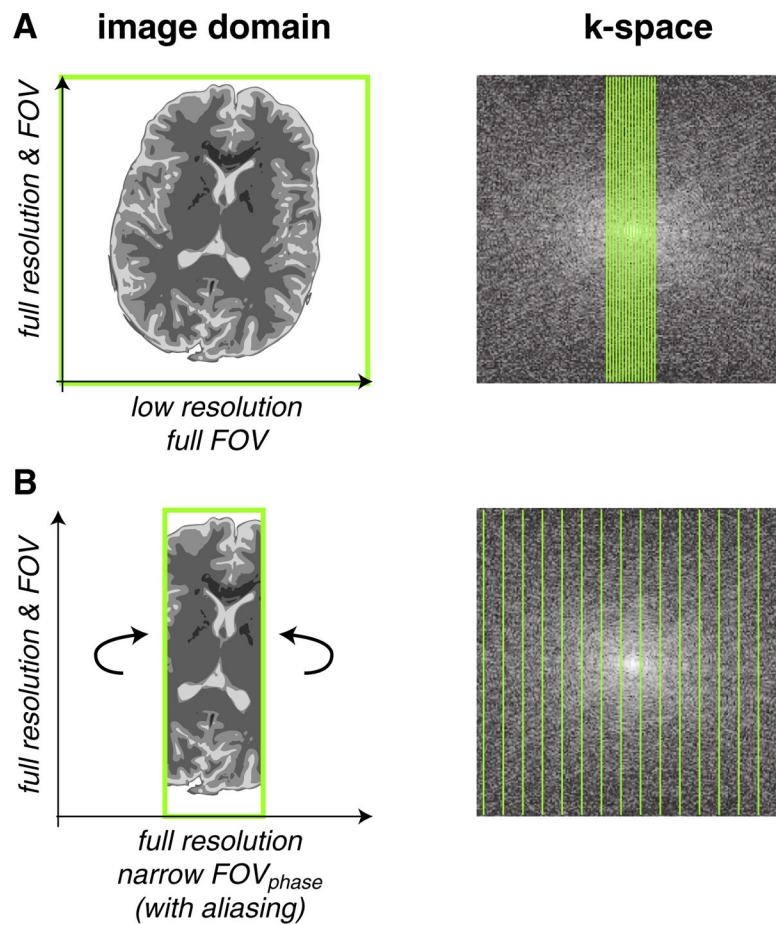 A
image domain
k-space
full resolution & FOV
low resolution
full FOV
B
full resolution & FOV
full resolution
narrow FOVphase
(with aliasing)